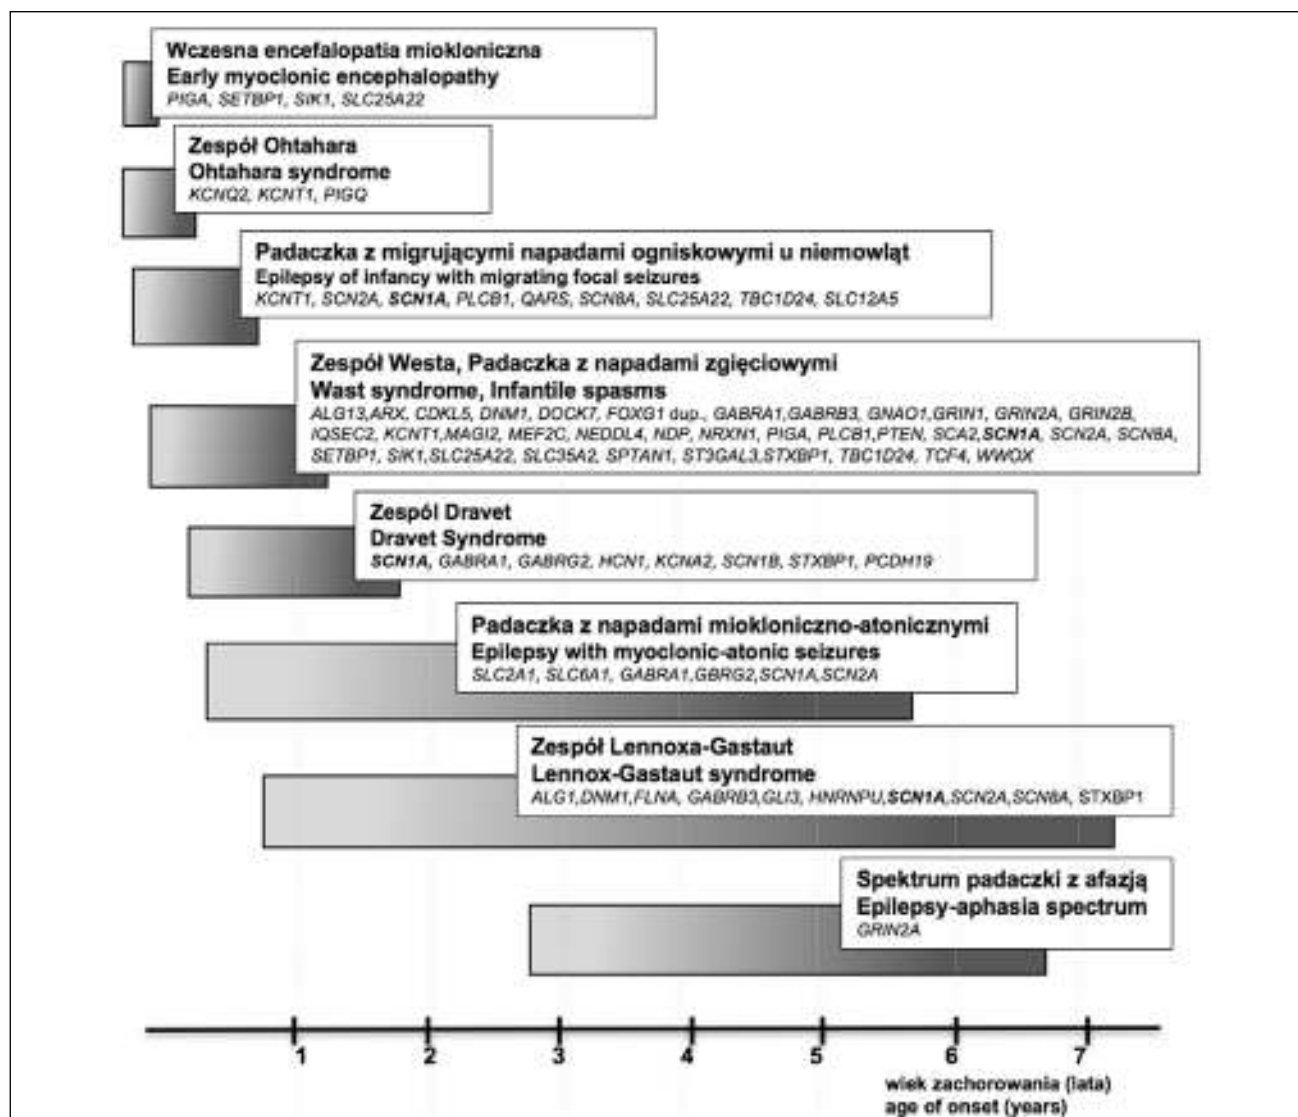 Wczesna encefalopatia miokloniczna
Early myoclonic encephalopathy
PIGA, SETBP1, SIK1, SLC25A22
Zespół Ohtahara
Ohtahara syndrome
KCNQ2, KCNT1, PIGQ
Padaczka z migrującymi napadami ogniskowymi u niemowląt
Epilepsy of infancy with migrating focal seizures
KCNT1, SCN2A, SCN1A, PLCB1, QARS, SCN8A, SLC25A22, TBC1D24, SLC12A5
Zespół Westa, Padaczka z napadami zgięciowymi
Wast syndrome, Infantile spasms
ALG13,ARX, CDKL5, DNM1, DOCK7, FOXG1 dup., GABRA1,GABRB3, GNAO1,GRIN1, GRIN2A, GRIN2B,
IQSEC2, KCNT1,MAGI2, MEF2C, NEDDL4, NDP, NRXN1, PIGA, PLCB1,PTEN, SCA2,SCN1A, SCN2A, SCN8A,
SETBP1, SIK1,SLC25A22, SLC35A2, SPTAN1, ST3GAL3,STXBP1, TBC1D24, TCF4, WWOX
Zespól Dravet
Dravet Syndrome
SCN1A, GABRA1, GABRG2, HCN1, KCNA2, SCN1B, STXBP1, PCDH19
Padaczka z napadami miokloniczno-atonicznymi
Epilepsy with myoclonic-atonic seizures
SLC2A1, SLC6A1, GABRA1,GBRG2,SCN1A,SCN2A
Zespół Lennoxa-Gastaut
Lennox-Gastaut syndrome
ALG1,DNM1,FLNA, GABRB3,GLI3, HNRNPU,SCN1A,SCN2A,SCN8A, STXBP1
Spektrum padaczki z afazją
Epilepsy-aphasia spectrum
GRIN2A
1 2 3 4 5 6 7
wiek zachorowania (lata)
age of onset (years)